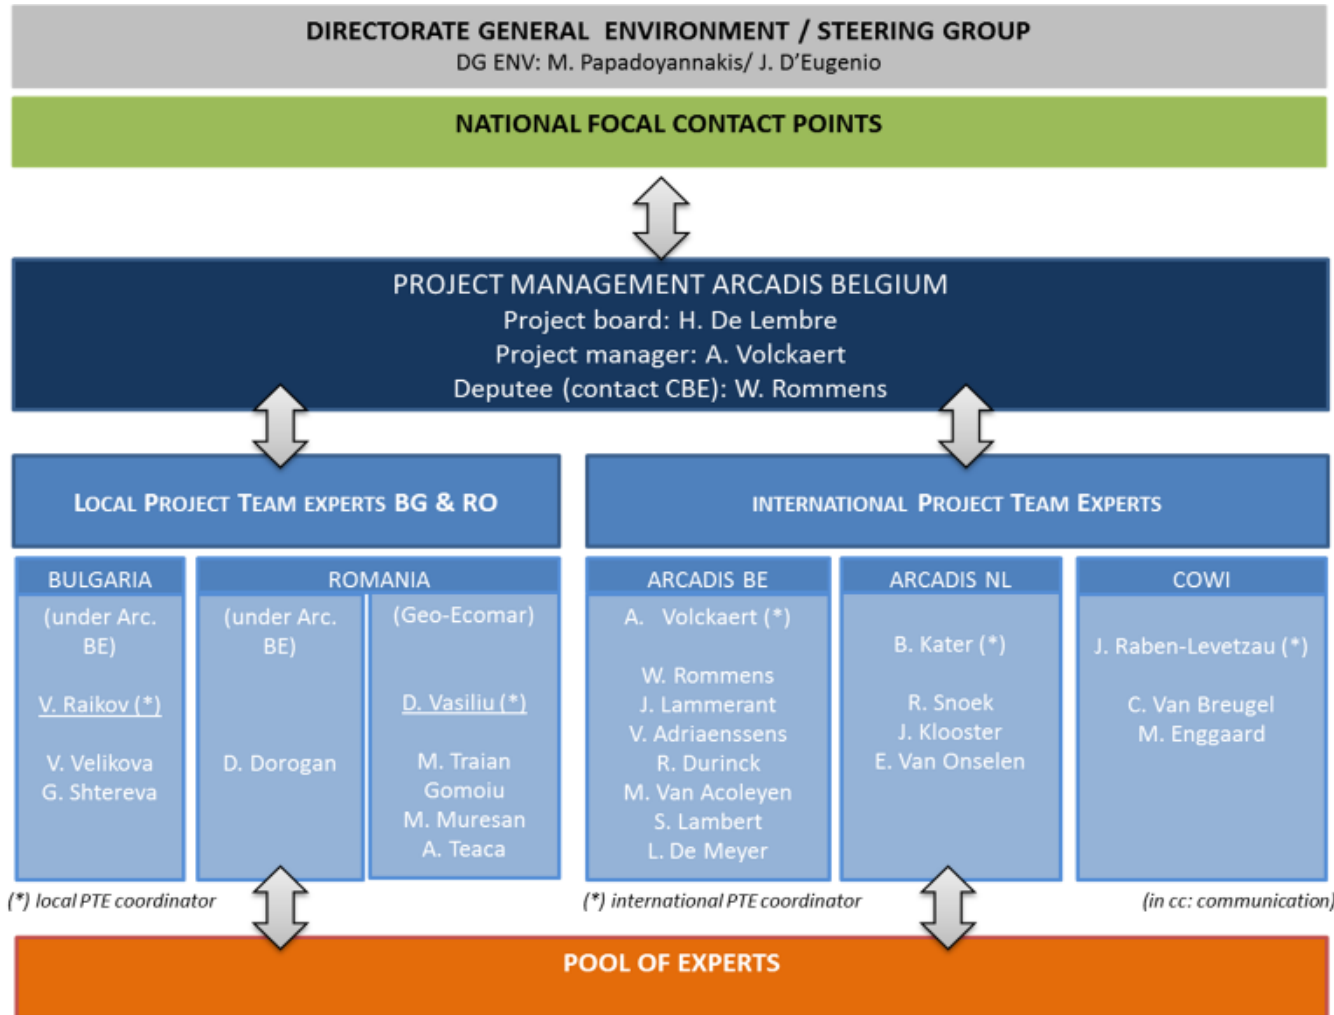 DIRECTORATE GENERAL ENVIRONMENT / STEERING GROUP
DG ENV: M. Papadoyannakis/ J. D'Eugenio
NATIONAL FOCAL CONTACT POINTS
PROJECT MANAGEMENT ARCADIS BELGIUM
Project board: H. De Lembre
Project manager: A. Volckaert
Deputee (contact CBE): W. Rommens
LOCAL PROJECT TEAM EXPERTS BG & RO
INTERNATIONAL PROJECT TEAM EXPERTS
BULGARIA
(under Arc.
BE)
V. Raikov (*)
V. Velikova
G. Shtereva
ROMANIA
(under Arc.
BE)
D. Dorogan
(Geo-Ecomar)
D. Vasiliu (*)
M. Traian
Gomoiu
M. Muresan
A. Teaca
ARCADIS BE
A. Volckaert (*)
W. Rommens
J. Lammerant
V. Adriaenssens
R. Durinck
M. Van Acoleyen
S. Lambert
L. De Meyer
ARCADIS NL
B. Kater (*)
R. Snoek
J. Klooster
E. Van Onselen
COWI
J. Raben-Levetzau (*)
C. Van Breugel
M. Enggaard
(*) local PTE coordinator
(*) international PTE coordinator
(in cc: communication)
POOL OF EXPERTS